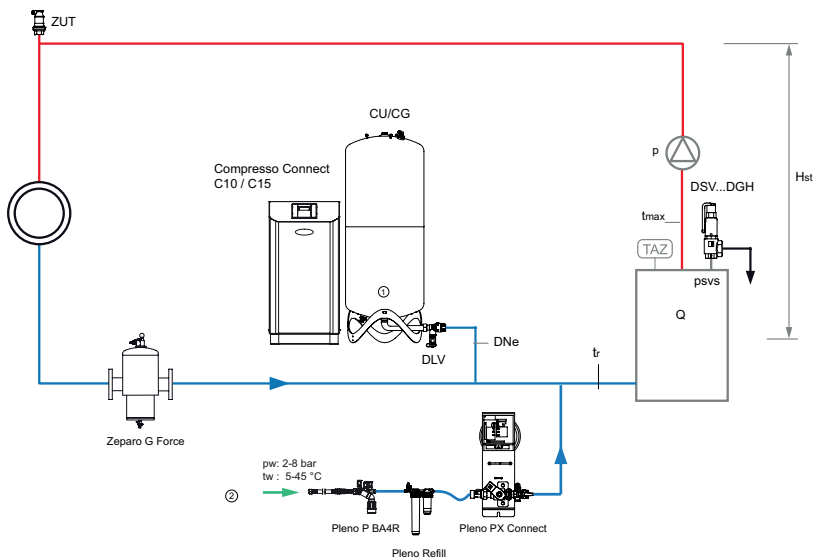 ZUT
CU/CG
Compresso Connect
C10 / C15
p
DSV...DGH
Hst
tmax
TAZ
psvs
①
Q
DNe
DLV
tr
Zeparo G Force
pw: 2-8 bar
tw : 5-45 °C
②
Pleno P BA4R
Pleno PX Connect
Pleno Refill